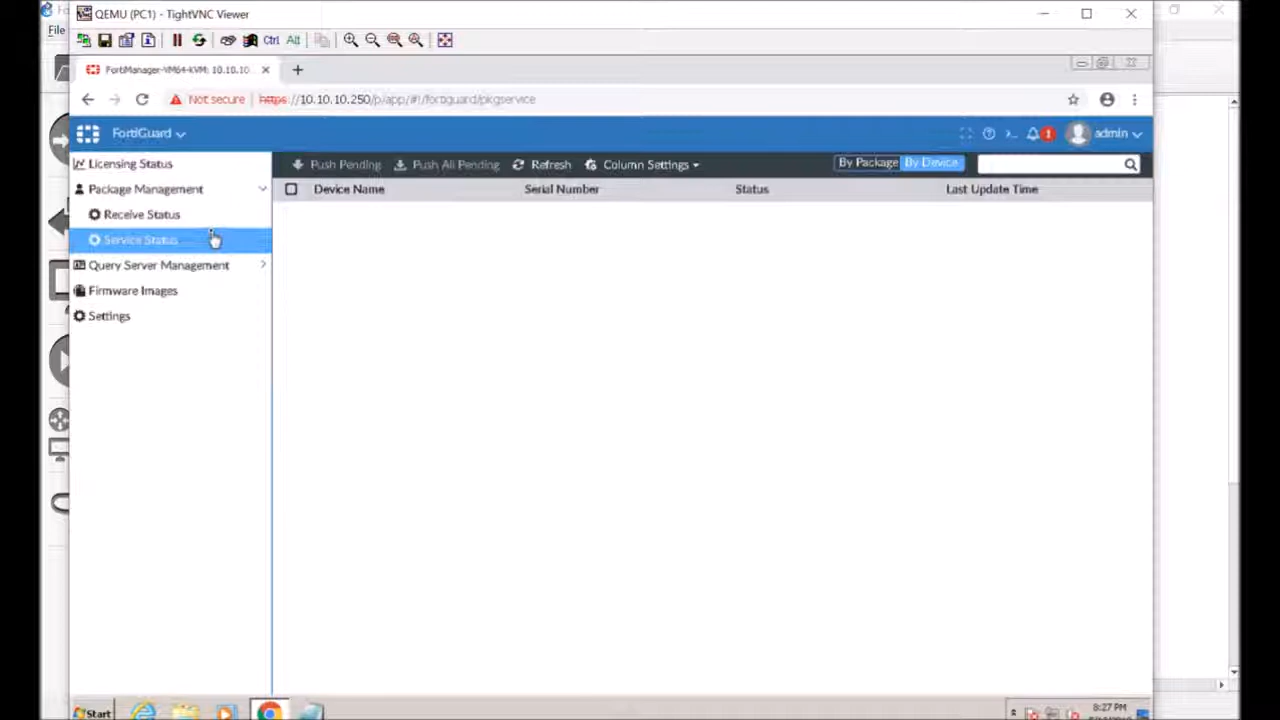 QEMU (PC1) - TightVNC Viewer
File
Ctrl Alt
FortiManager-VM64-KVM: 10.10.10
Not secure https://10.10.10.250/p/app/#!/fortiguard/pkgservice
FortiGuard
1
admin
Licensing Status
Push Pending Push All Pending Refresh Column Settings
By Package By Device
Package Management
Device Name Serial Number Status Last Update Time
Receive Status
Service Status
Query Server Management
Firmware Images
Settings
Start
8:27 PM